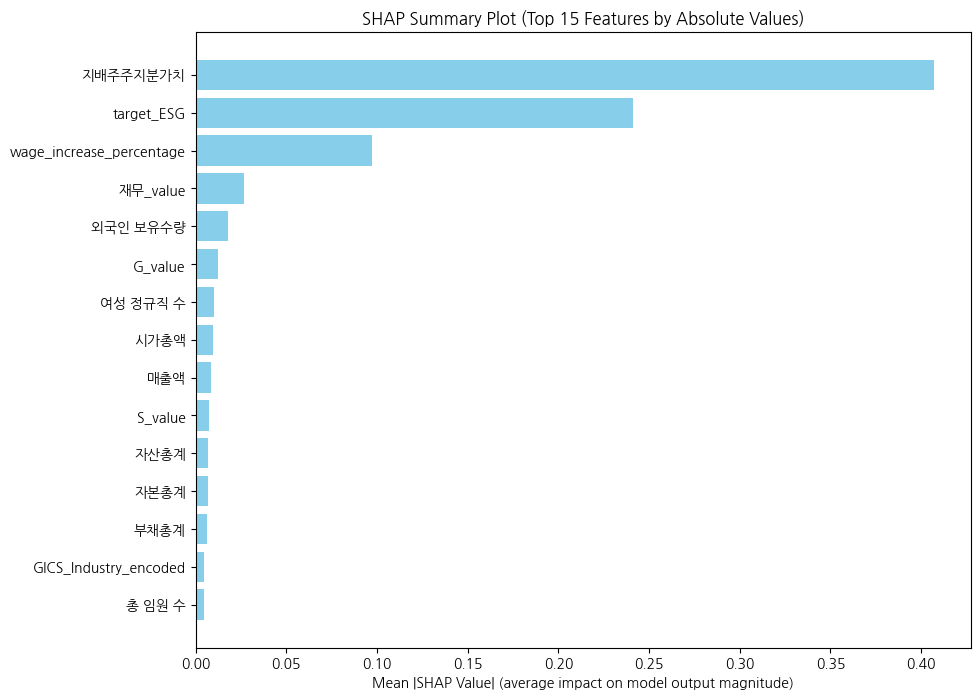 SHAP Summary Plot (Top 15 Features by Absolute Values)
지배주주지분가치
target_ESG
wage_increase_percentage
재무_value
외국인 보유수량
G_value
여성 정규직 수
시가총액
매출액
S_value
자산총계
자본총계
부채총계
GICS_Industry_encoded
총 임원 수
0.00 0.05 0.10 0.15 0.20 0.25 0.30 0.35 0.40
Mean |SHAP Value| (average impact on model output magnitude)